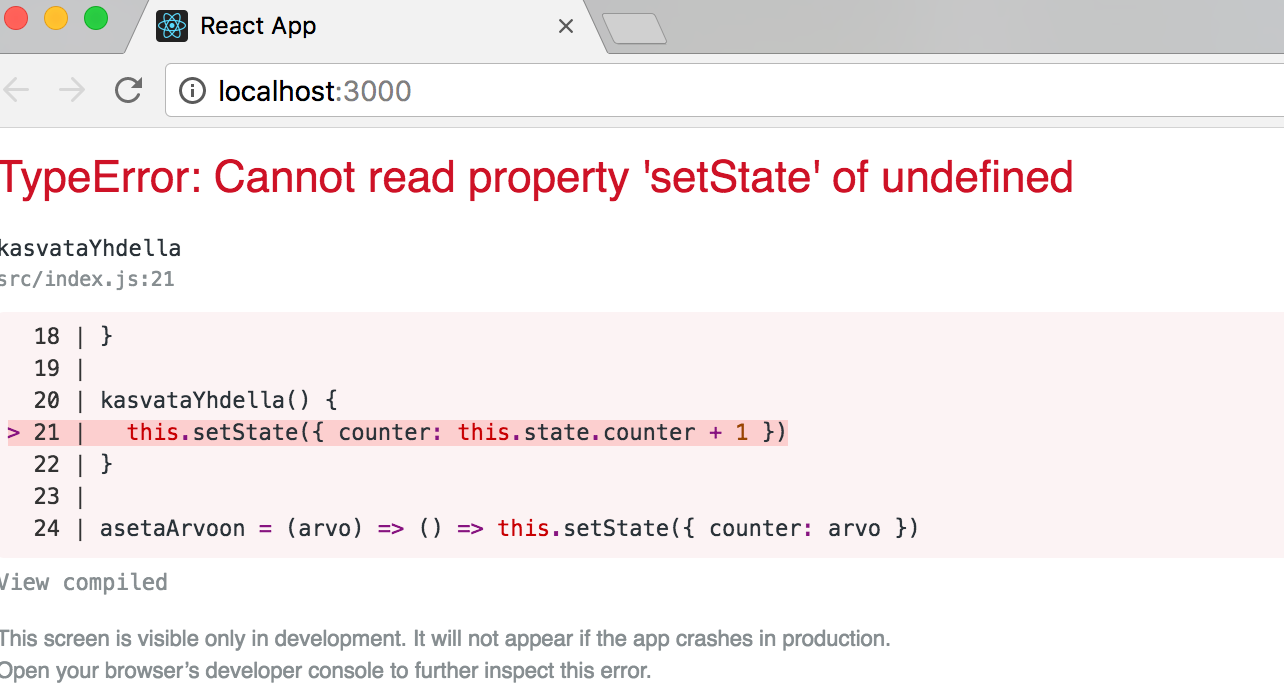 React App
localhost:3000
TypeError: Cannot read property 'setState' of undefined
kasvataYhdella
src/index.js:21
18 | }
19 |
20 | kasvataYhdella() {
> 21 |   this.setState({ counter: this.state.counter + 1 })
22 | }
23 |
24 | asetaArvoon = (arvo) => () => this.setState({ counter: arvo })
View compiled
This screen is visible only in development. It will not appear if the app crashes in production.
Open your browser’s developer console to further inspect this error.